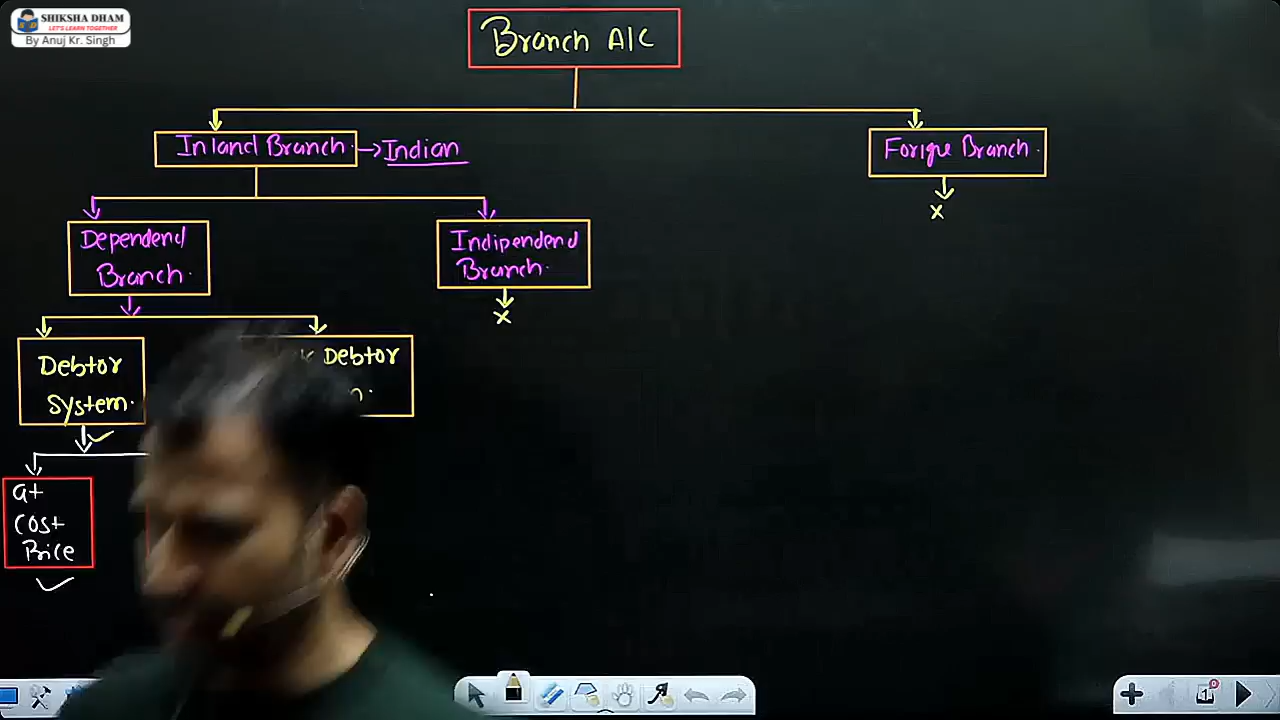 SHIKSHA DHAM
LET'S LEARN TOGETHER
By Anuj Kr. Singh
Branch A/C
Inland Branch. → Indian
Forigue Branch.
x
Dependend
Branch.
Indipendend
Branch.
x
Debtor
System.
Debtor
at
Cost
Price